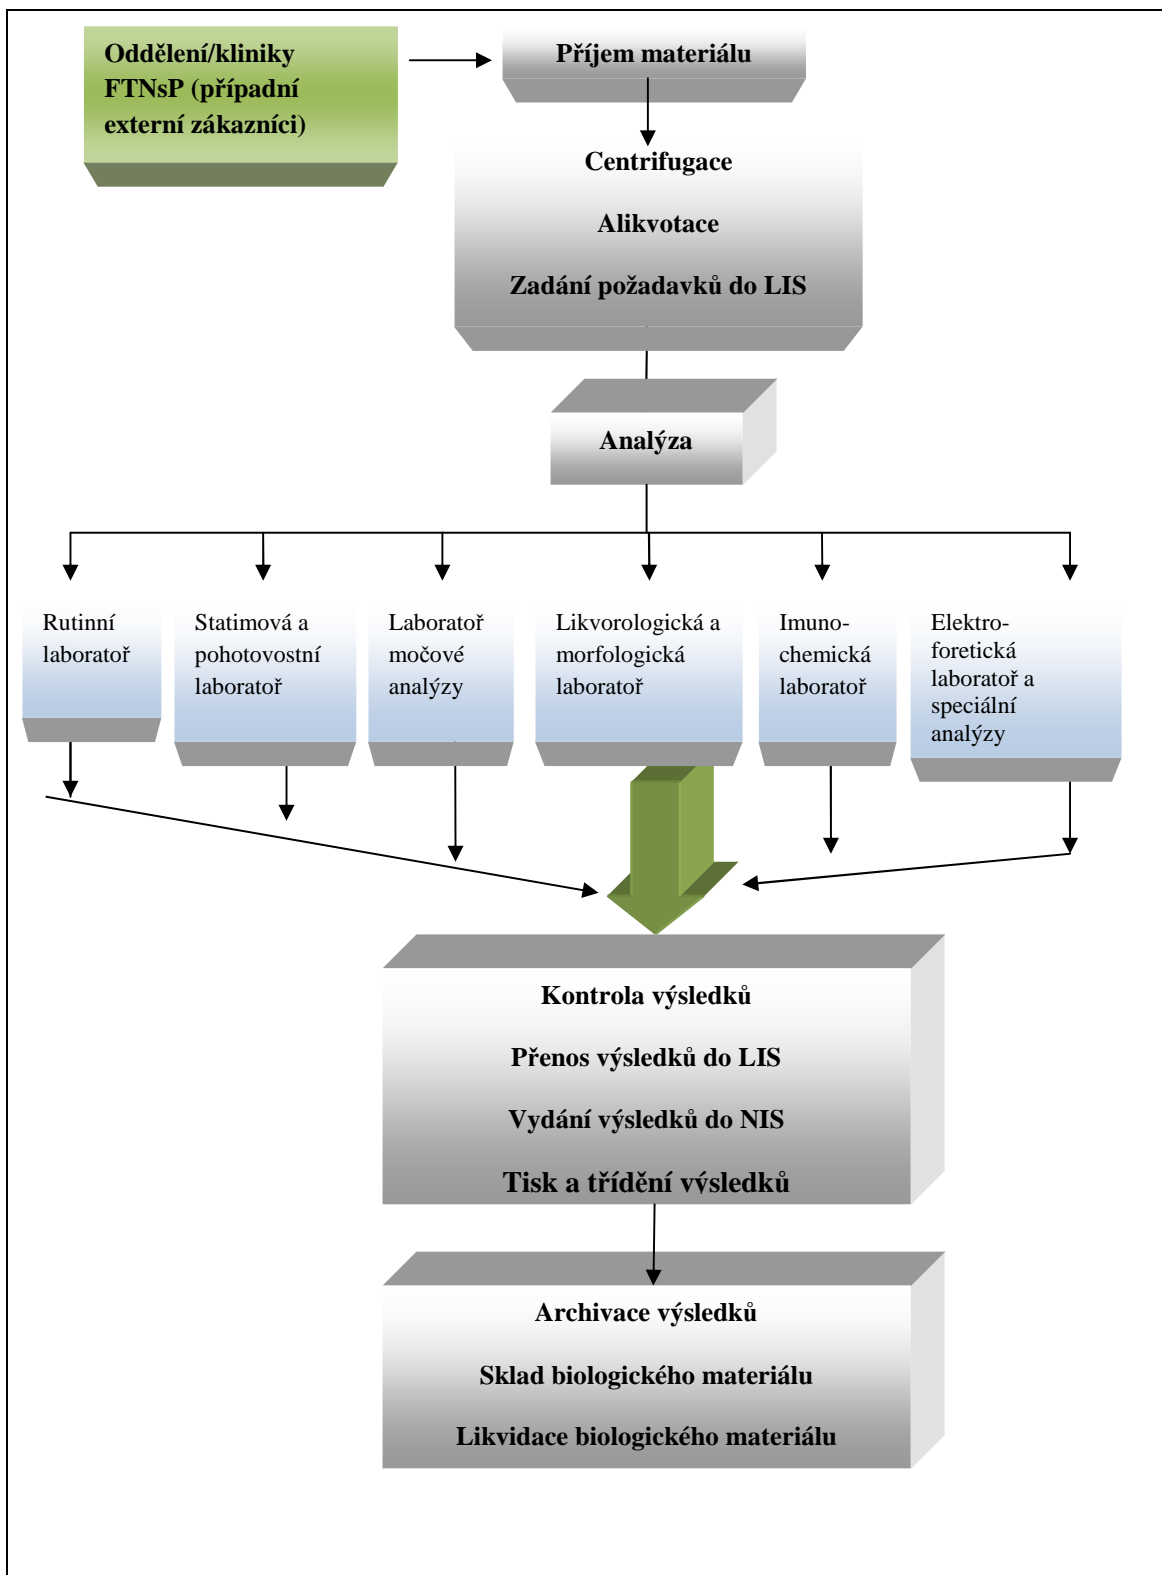 Oddělení/kliniky
FTNsP (případní
externí zákazníci)
Příjem materiálu
Centrifugace
Alikvotace
Zadání požadavků do LIS
Analýza
Rutinní
laboratoř
Statimová a
pohotovostní
laboratoř
Laboratoř
močové
analýzy
Likvorologická a
morfologická
laboratoř
Imuno-
chemická
laboratoř
Elektro-
foretická
laboratoř a
speciální
analýzy
Kontrola výsledků
Přenos výsledků do LIS
Vydání výsledků do NIS
Tisk a třídění výsledků
Archivace výsledků
Sklad biologického materiálu
Likvidace biologického materiálu